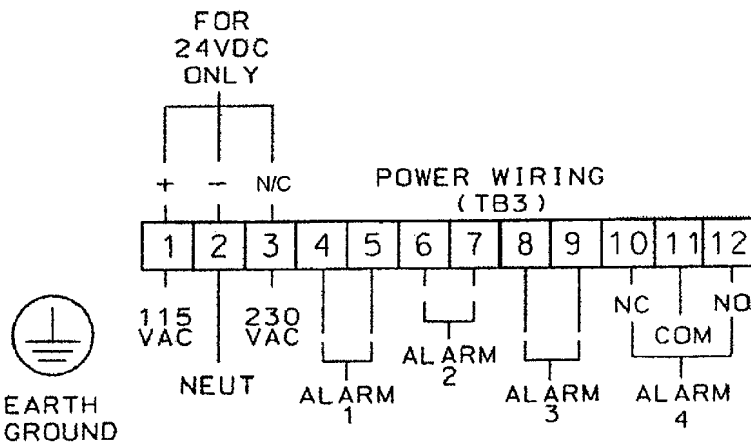 FOR
24VDC
ONLY
+ − N/C
POWER WIRING
(TB3)
1 2 3 4 5 6 7 8 9 10 11 12
115
VAC
NEUT
230
VAC
ALARM
1
ALARM
2
ALARM
3
NC
COM
NO
ALARM
4
EARTH
GROUND